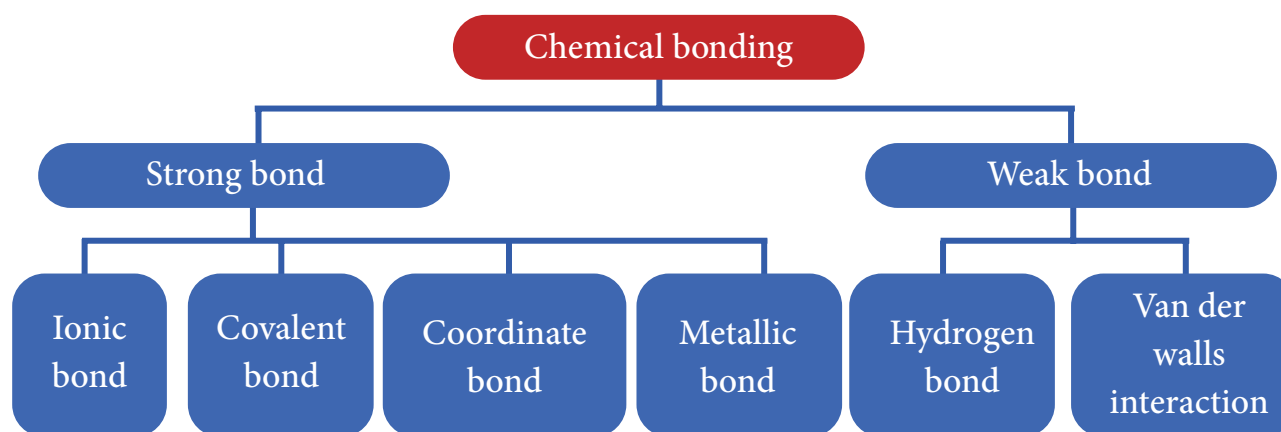 Chemical bonding
Strong bond
Weak bond
Ionic
bond
Covalent
bond
Coordinate
bond
Metallic
bond
Hydrogen
bond
Van der
walls
interaction